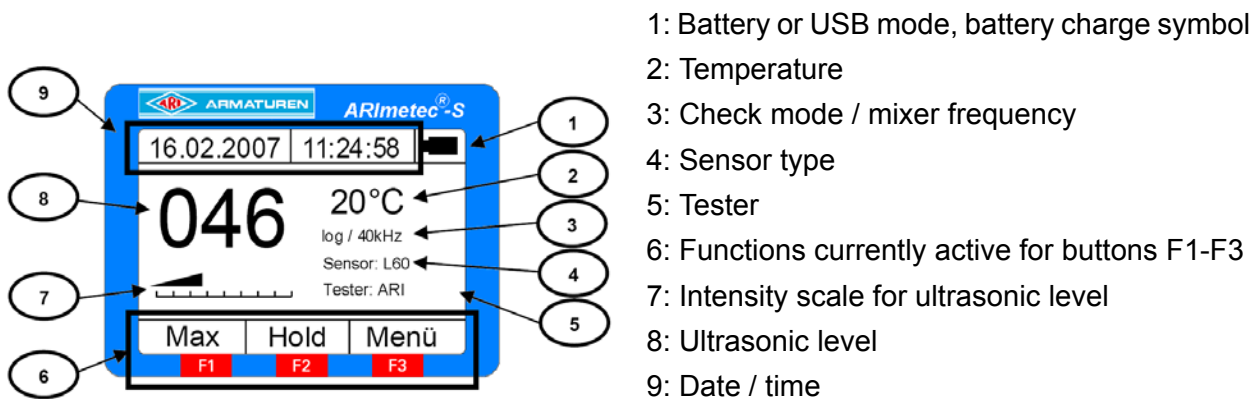 1: Battery or USB mode, battery charge symbol
2: Temperature
3: Check mode / mixer frequency
4: Sensor type
5: Tester
6: Functions currently active for buttons F1-F3
7: Intensity scale for ultrasonic level
8: Ultrasonic level
9: Date / time
9
ARI ARMATUREN ARImetec®-S
1
16.02.2007 11:24:58
2
8
046 20°C
3
log / 40kHz
Sensor: L60
4
7
Tester: ARI
5
Max Hold Menü
F1 F2 F3
6